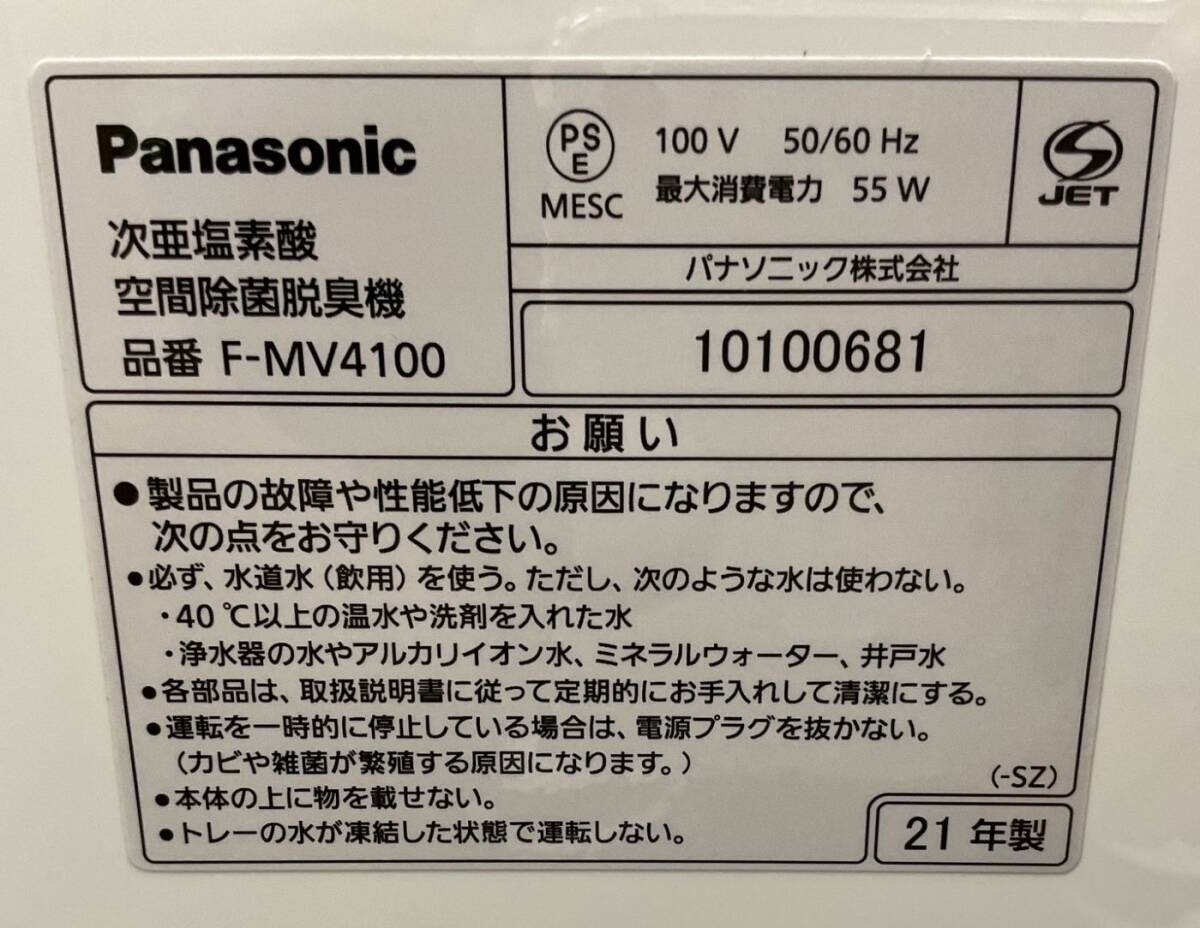 Panasonic
次亜塩素酸
空間除菌脱臭機
品番 F-MV4100
PS
E
MESC
100 V 50/60 Hz
最大消費電力 55 W
JET
パナソニック株式会社
10100681
お願い
●製品の故障や性能低下の原因になりますので、
次の点をお守りください。
●必ず、水道水（飲用）を使う。ただし、次のような水は使わない。
・40 ℃以上の温水や洗剤を入れた水
・浄水器の水やアルカリイオン水、ミネラルウォーター、井戸水
●各部品は、取扱説明書に従って定期的にお手入れして清潔にする。
●運転を一時的に停止している場合は、電源プラグを抜かない。
（カビや雑菌が繁殖する原因になります。）
●本体の上に物を載せない。
●トレーの水が凍結した状態で運転しない。
(-SZ)
21 年製